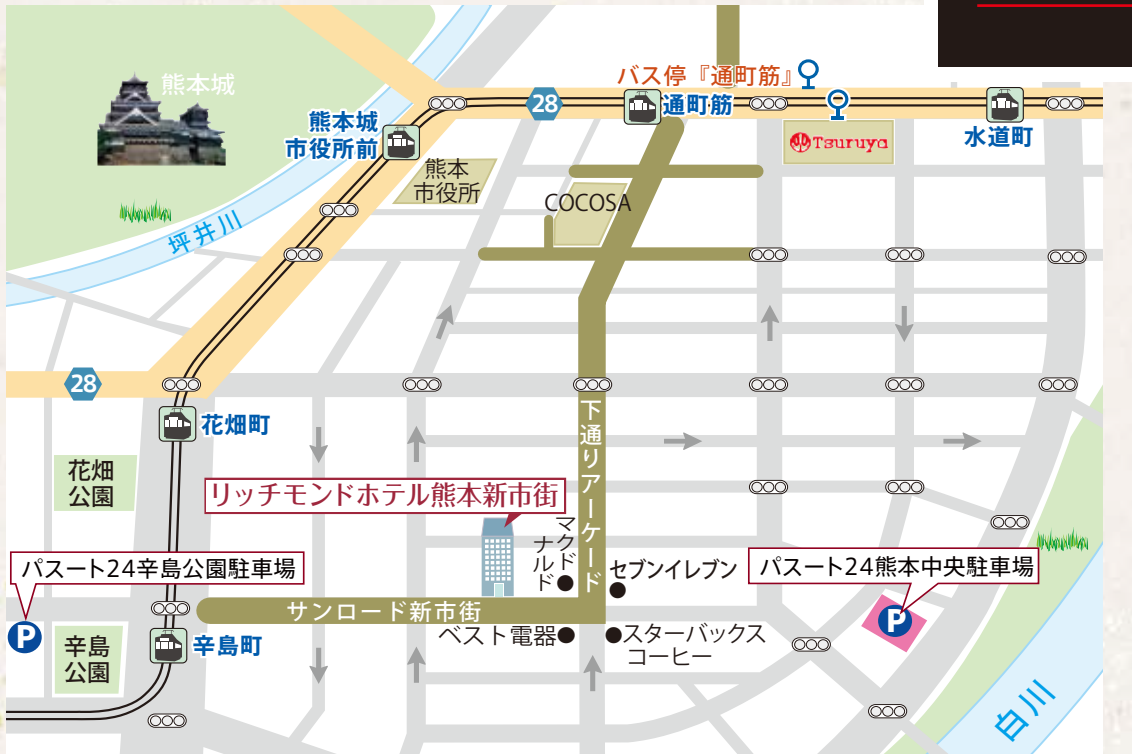 熊本城
バス停『通町筋』
28
通町筋
熊本城
市役所前
水道町
Tsuruya
熊本
市役所
COCOSA
坪井川
28
花畑町
下通りアーケード
花畑
公園
リッチモンドホテル熊本新市街
マクド
ナルド
セブンイレブン
パスート24辛島公園駐車場
パスート24熊本中央駐車場
サンロード新市街
P
P
辛島
公園
辛島町
ベスト電器
スターバックス
コーヒー
白川